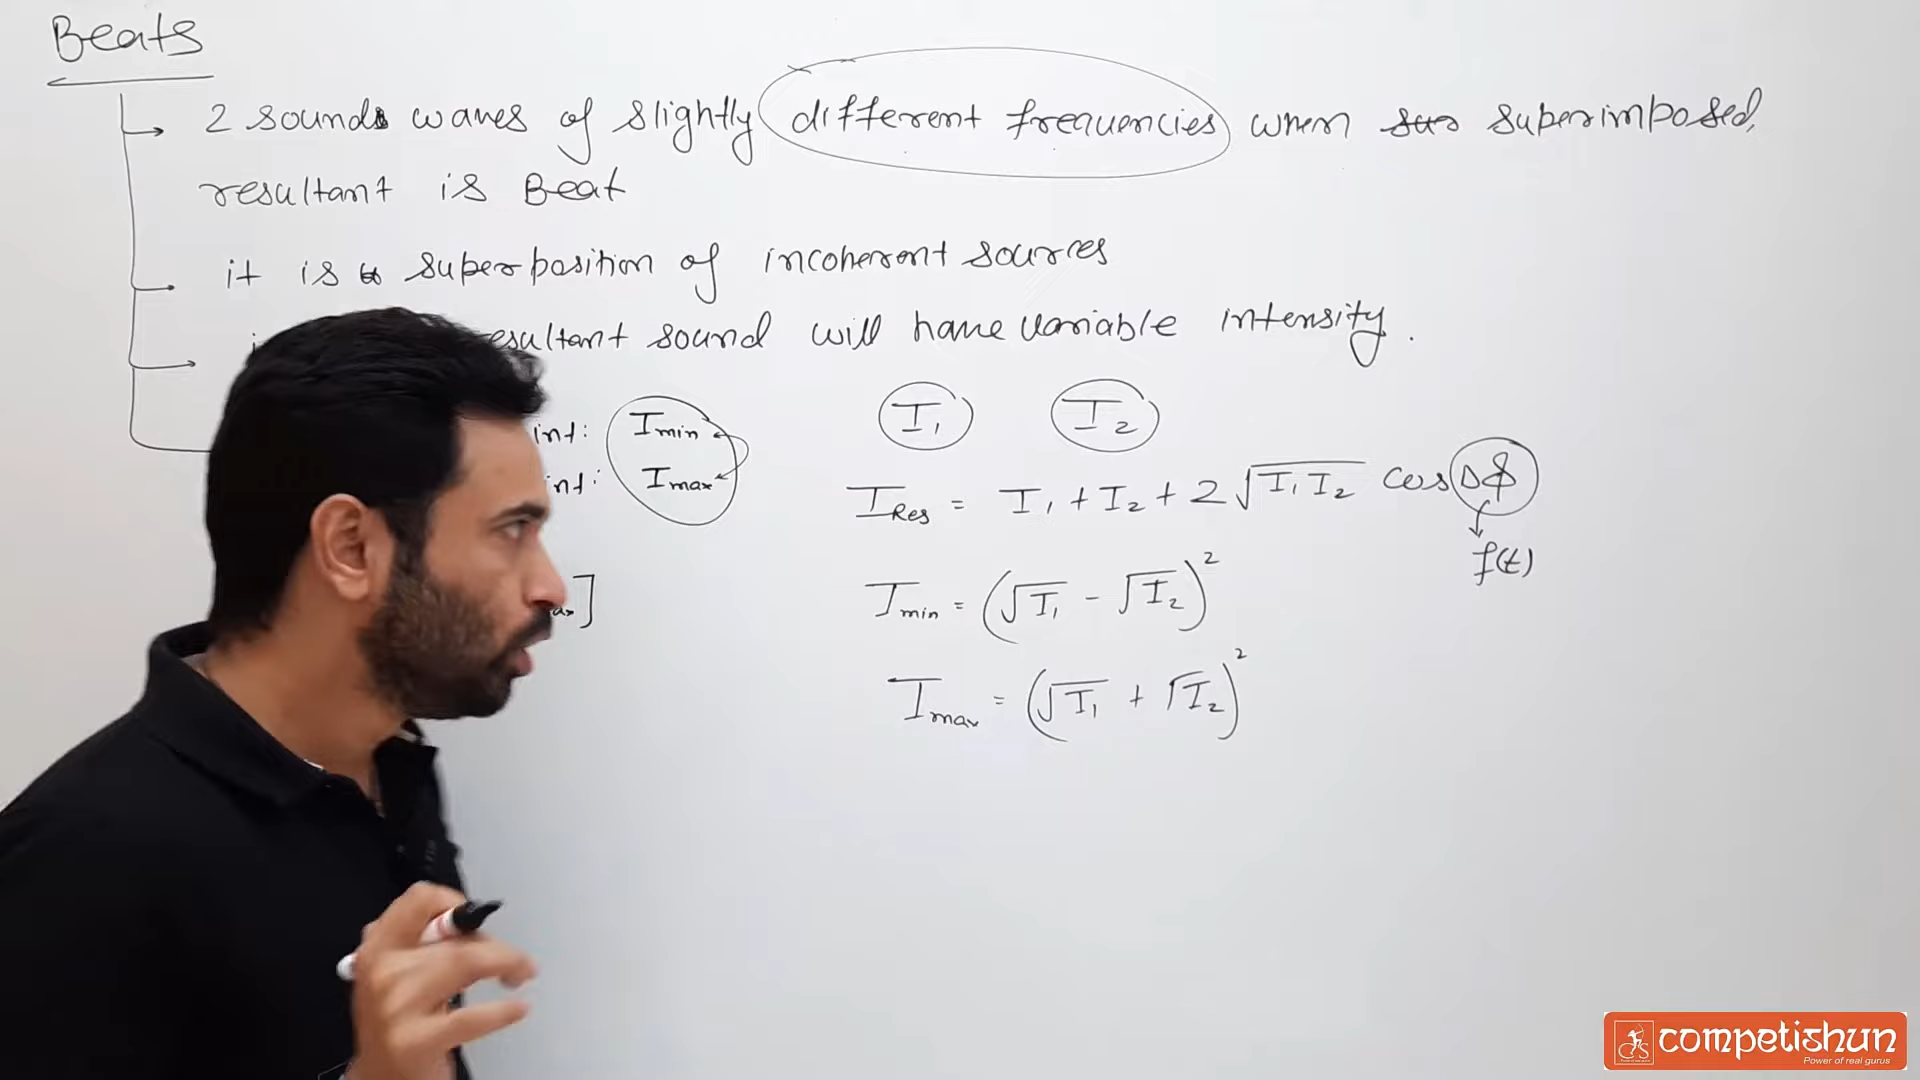 Beats
2 sounds waves of slightly different frequencies when superimposed,
resultant is Beat
it is superposition of incoherent sources
resultant sound will have variable intensity.
int: Imin
int: Imax
]
I₁ I₂
IRes = I₁ + I₂ + 2√I₁I₂ cos Δϕ
f(t)
Imin = (√I₁ - √I₂)²
Imax = (√I₁ + √I₂)²
competishun
Power of real gurus